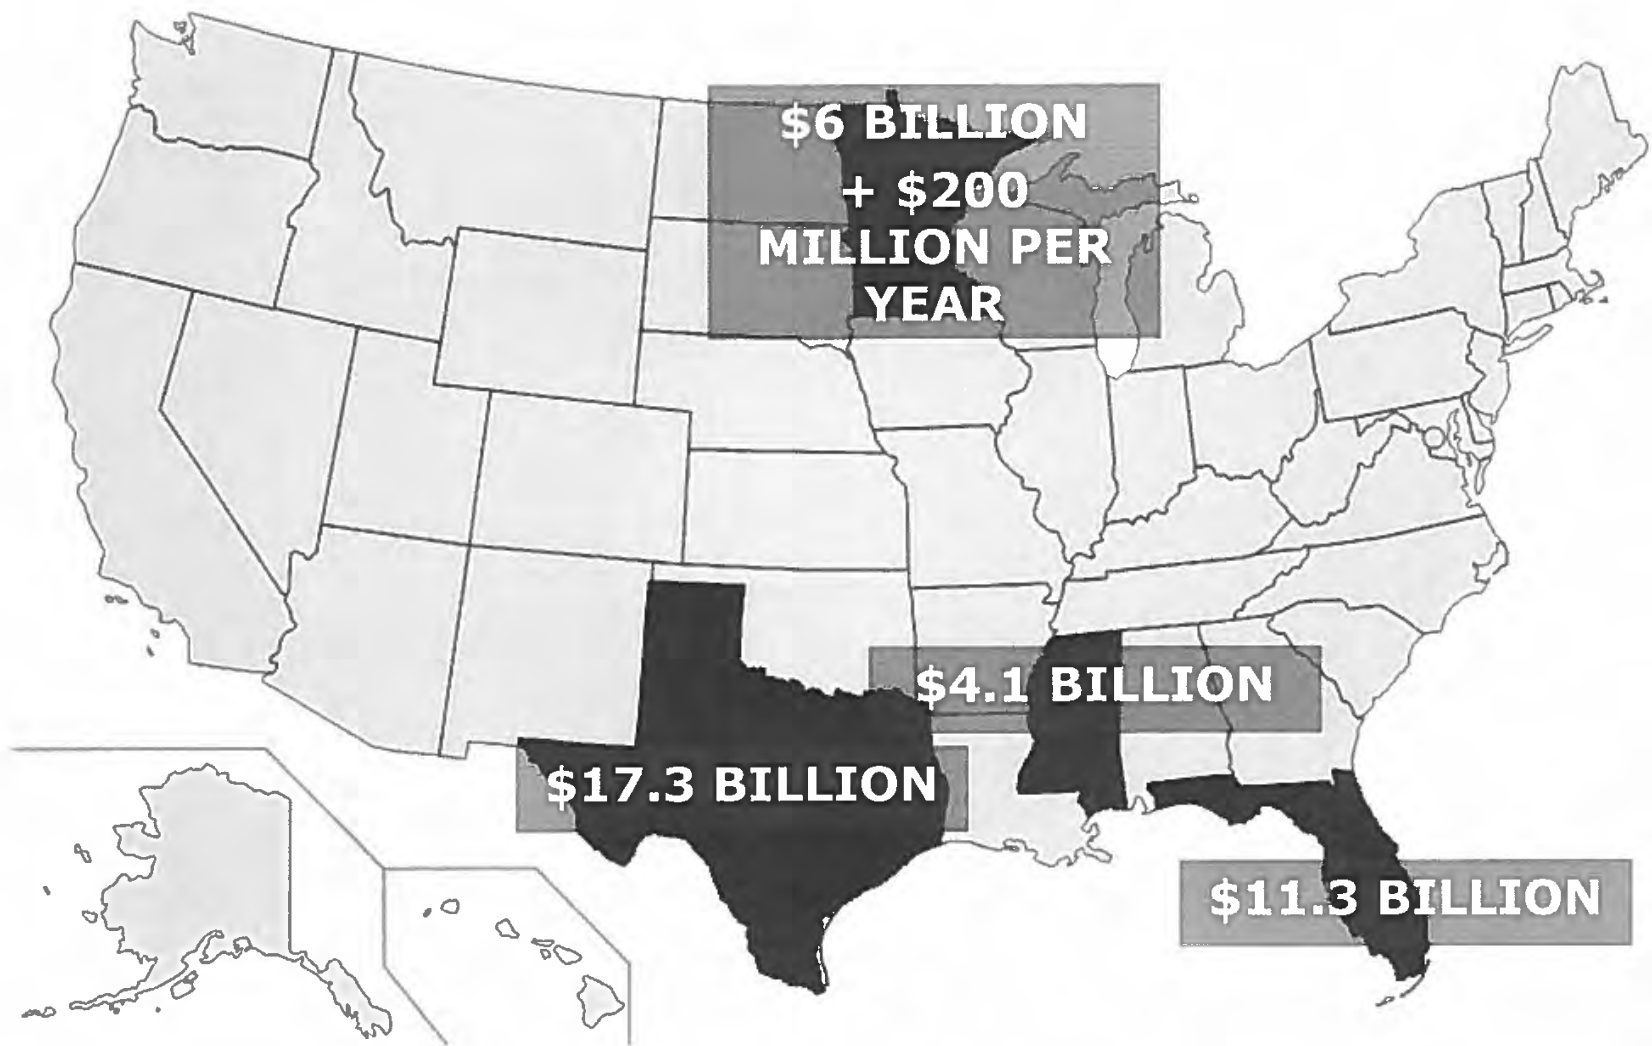 $6 BILLION
+ $200
MILLION PER
YEAR
$4.1 BILLION
$17.3 BILLION
$11.3 BILLION